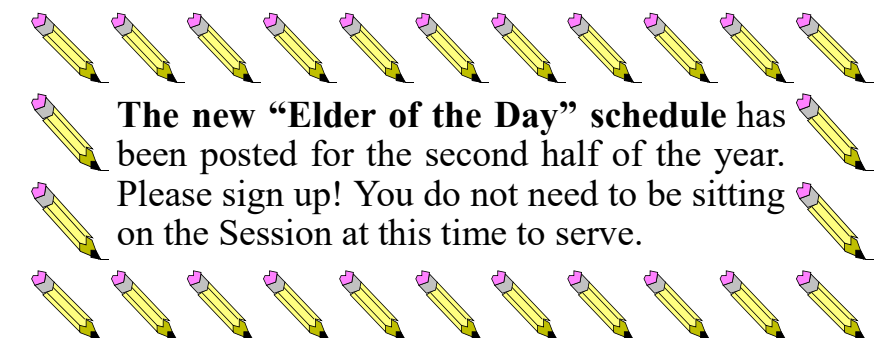 The new “Elder of the Day” schedule has
been posted for the second half of the year.
Please sign up! You do not need to be sitting
on the Session at this time to serve.